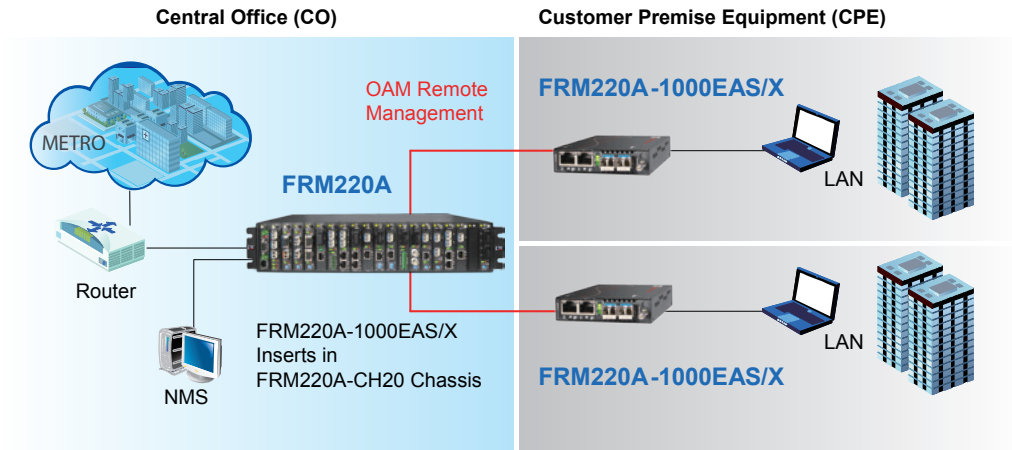 Central Office (CO)
Customer Premise Equipment (CPE)
METRO
OAM Remote
Management
FRM220A
Router
NMS
FRM220A-1000EAS/X
Inserts in
FRM220A-CH20 Chassis
FRM220A-1000EAS/X
LAN
LAN
FRM220A-1000EAS/X